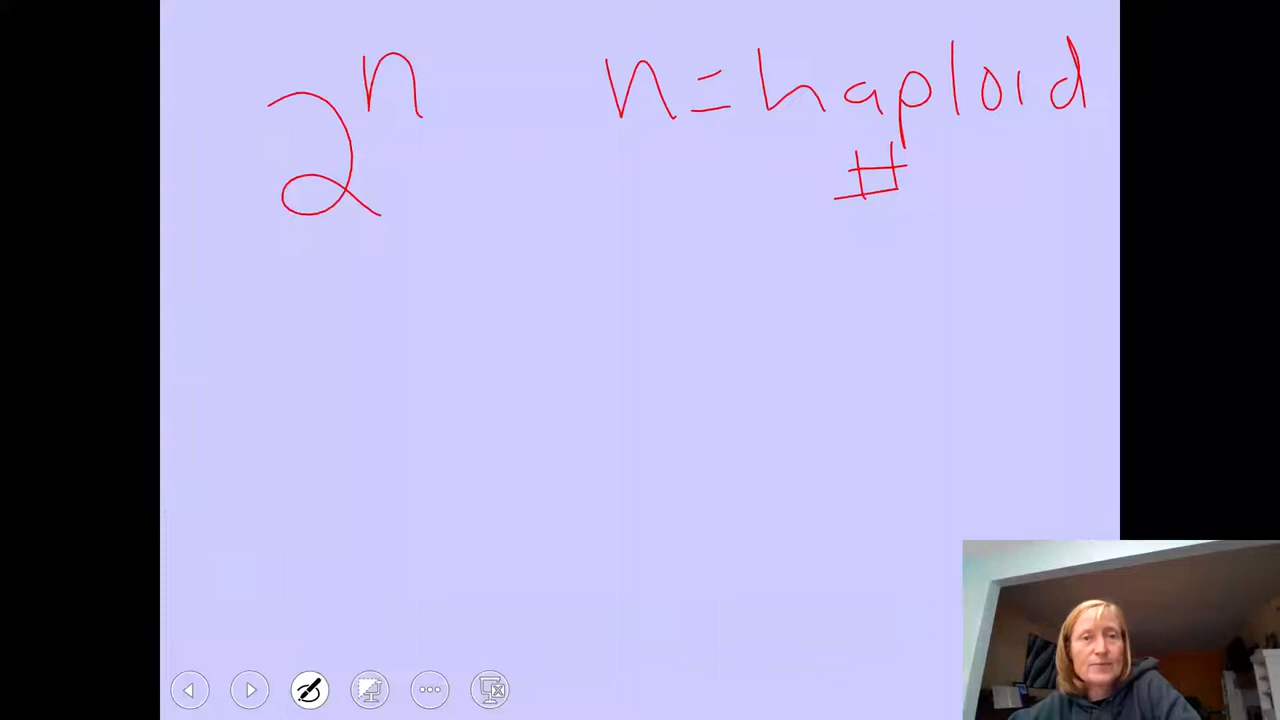 2ⁿ n = haploid
#